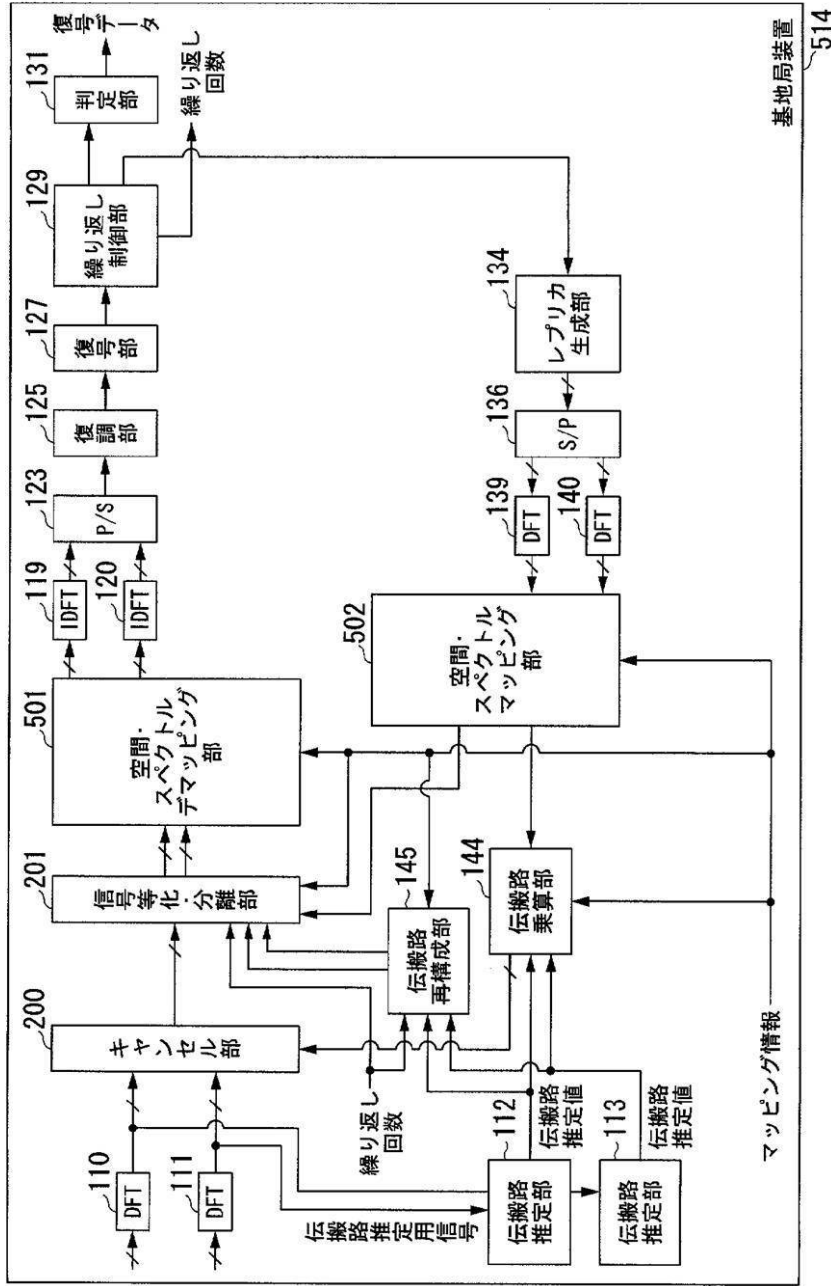 110
DFT
111
DFT
200
キャンセル部
201
信号等化・分離部
501
空間・
スペクトル
デマッピング
部
119
IDFT
120
IDFT
123
P/S
125
復調部
127
復号部
129
繰り返し
制御部
131
判定部
復号
データ
繰り返し
回数
伝搬路推定用信号
112
伝搬路
推定部
伝搬路
推定値
113
伝搬路
推定部
伝搬路
推定値
繰り返し
回数
145
伝搬路
再構成部
144
伝搬路
乗算部
502
空間・
スペクトル
マッピング
部
139
DFT
140
DFT
136
S/P
134
レプリカ
生成部
マッピング情報
基地局装置
514